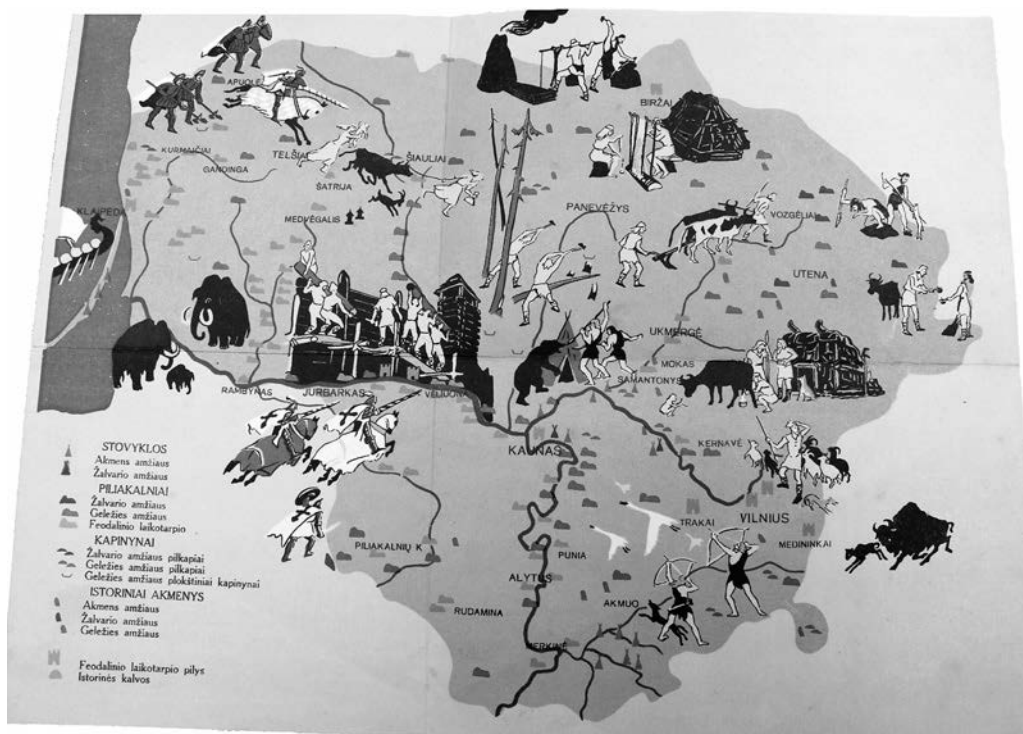 APUOLĖ
BIRŽAI
KURMAIČIAI
GANDINGA
TELŠIAI
ŠIAULIAI
ŠATRIJA
KLAIPĖDA
MEDVĖGALIS
PANEVĖŽYS
VOZGĖLIAI
UTENA
UKMERGĖ
MOKAS
SAMANTONYS
RAMBYNAS
JURBARKAS
VELIUONA
KAUNAS
KERNAVĖ
VILNIUS
TRAKAI
MEDININKAI
PILIAKALNIŲ K.
PUNIA
ALYTUS
RUDAMINA
AKMUO
MERKINĖ
STOVYKLOS
Akmens amžiaus
Žalvario amžiaus
PILIAKALNIAI
Žalvario amžiaus
Geležies amžiaus
Feodalinio laikotarpio
KAPINYNAI
Žalvario amžiaus pilkapiai
Geležies amžiaus pilkapiai
Geležies amžiaus plokštiniai kapinynai
ISTORINIAI AKMENYS
Akmens amžiaus
Žalvario amžiaus
Geležies amžiaus
Feodalinio laikotarpio pilys
Istorinės kalvos